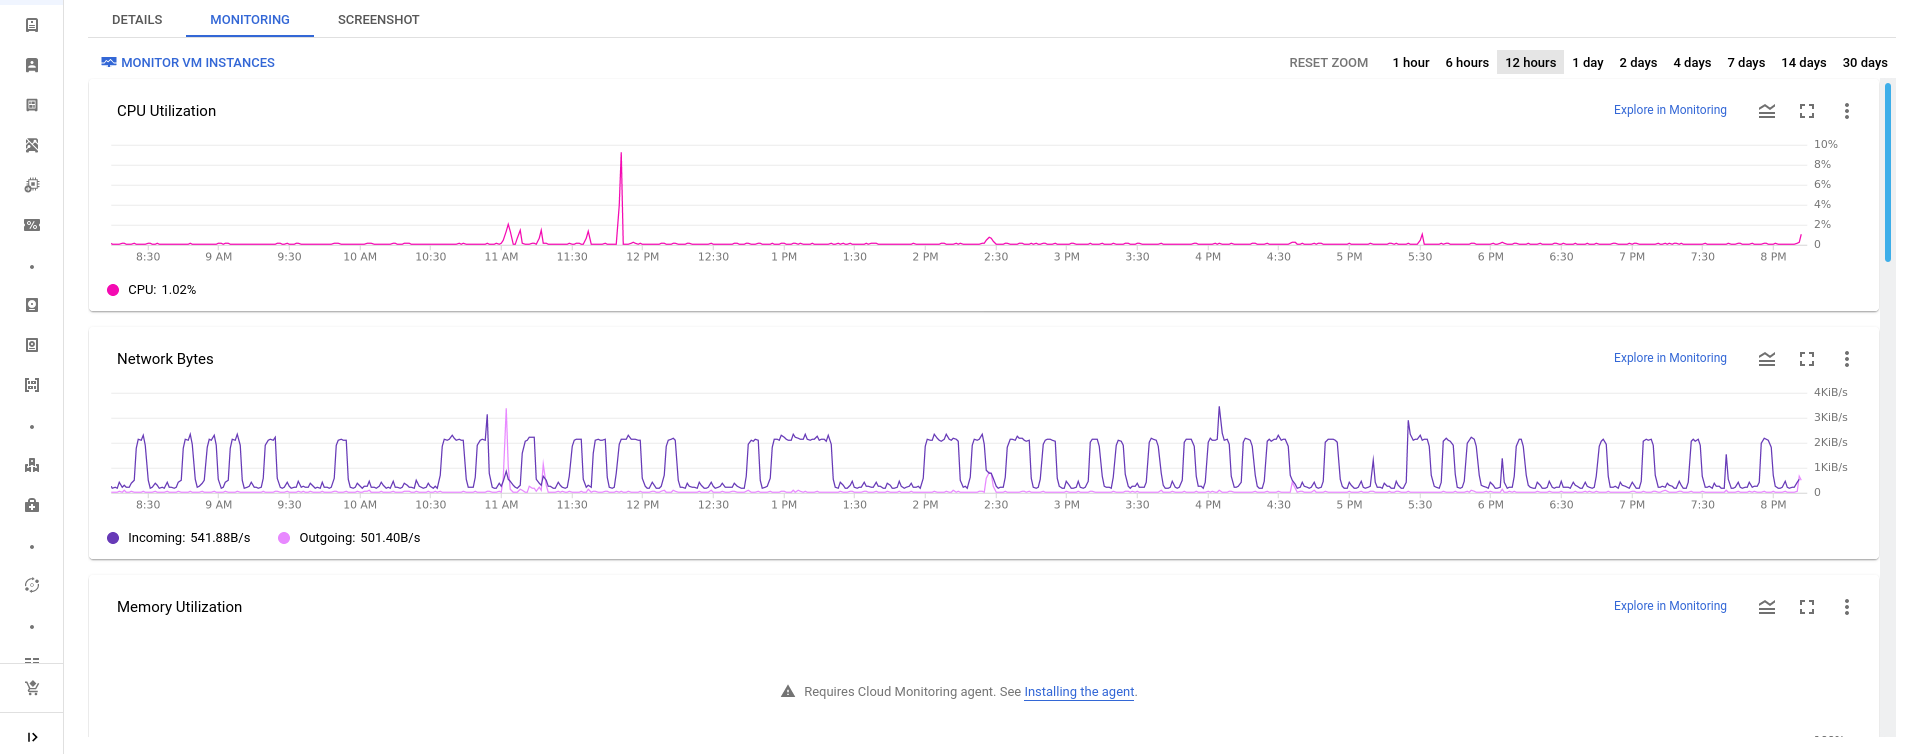 DETAILS MONITORING SCREENSHOT
MONITOR VM INSTANCES RESET ZOOM 1 hour 6 hours 12 hours 1 day 2 days 4 days 7 days 14 days 30 days
CPU Utilization Explore in Monitoring
10%
8%
6%
4%
2%
0
8:30 9 AM 9:30 10 AM 10:30 11 AM 11:30 12 PM 12:30 1 PM 1:30 2 PM 2:30 3 PM 3:30 4 PM 4:30 5 PM 5:30 6 PM 6:30 7 PM 7:30 8 PM
CPU: 1.02%
Network Bytes Explore in Monitoring
4KiB/s
3KiB/s
2KiB/s
1KiB/s
0
8:30 9 AM 9:30 10 AM 10:30 11 AM 11:30 12 PM 12:30 1 PM 1:30 2 PM 2:30 3 PM 3:30 4 PM 4:30 5 PM 5:30 6 PM 6:30 7 PM 7:30 8 PM
Incoming: 541.88B/s Outgoing: 501.40B/s
Memory Utilization Explore in Monitoring
Requires Cloud Monitoring agent. See Installing the agent.